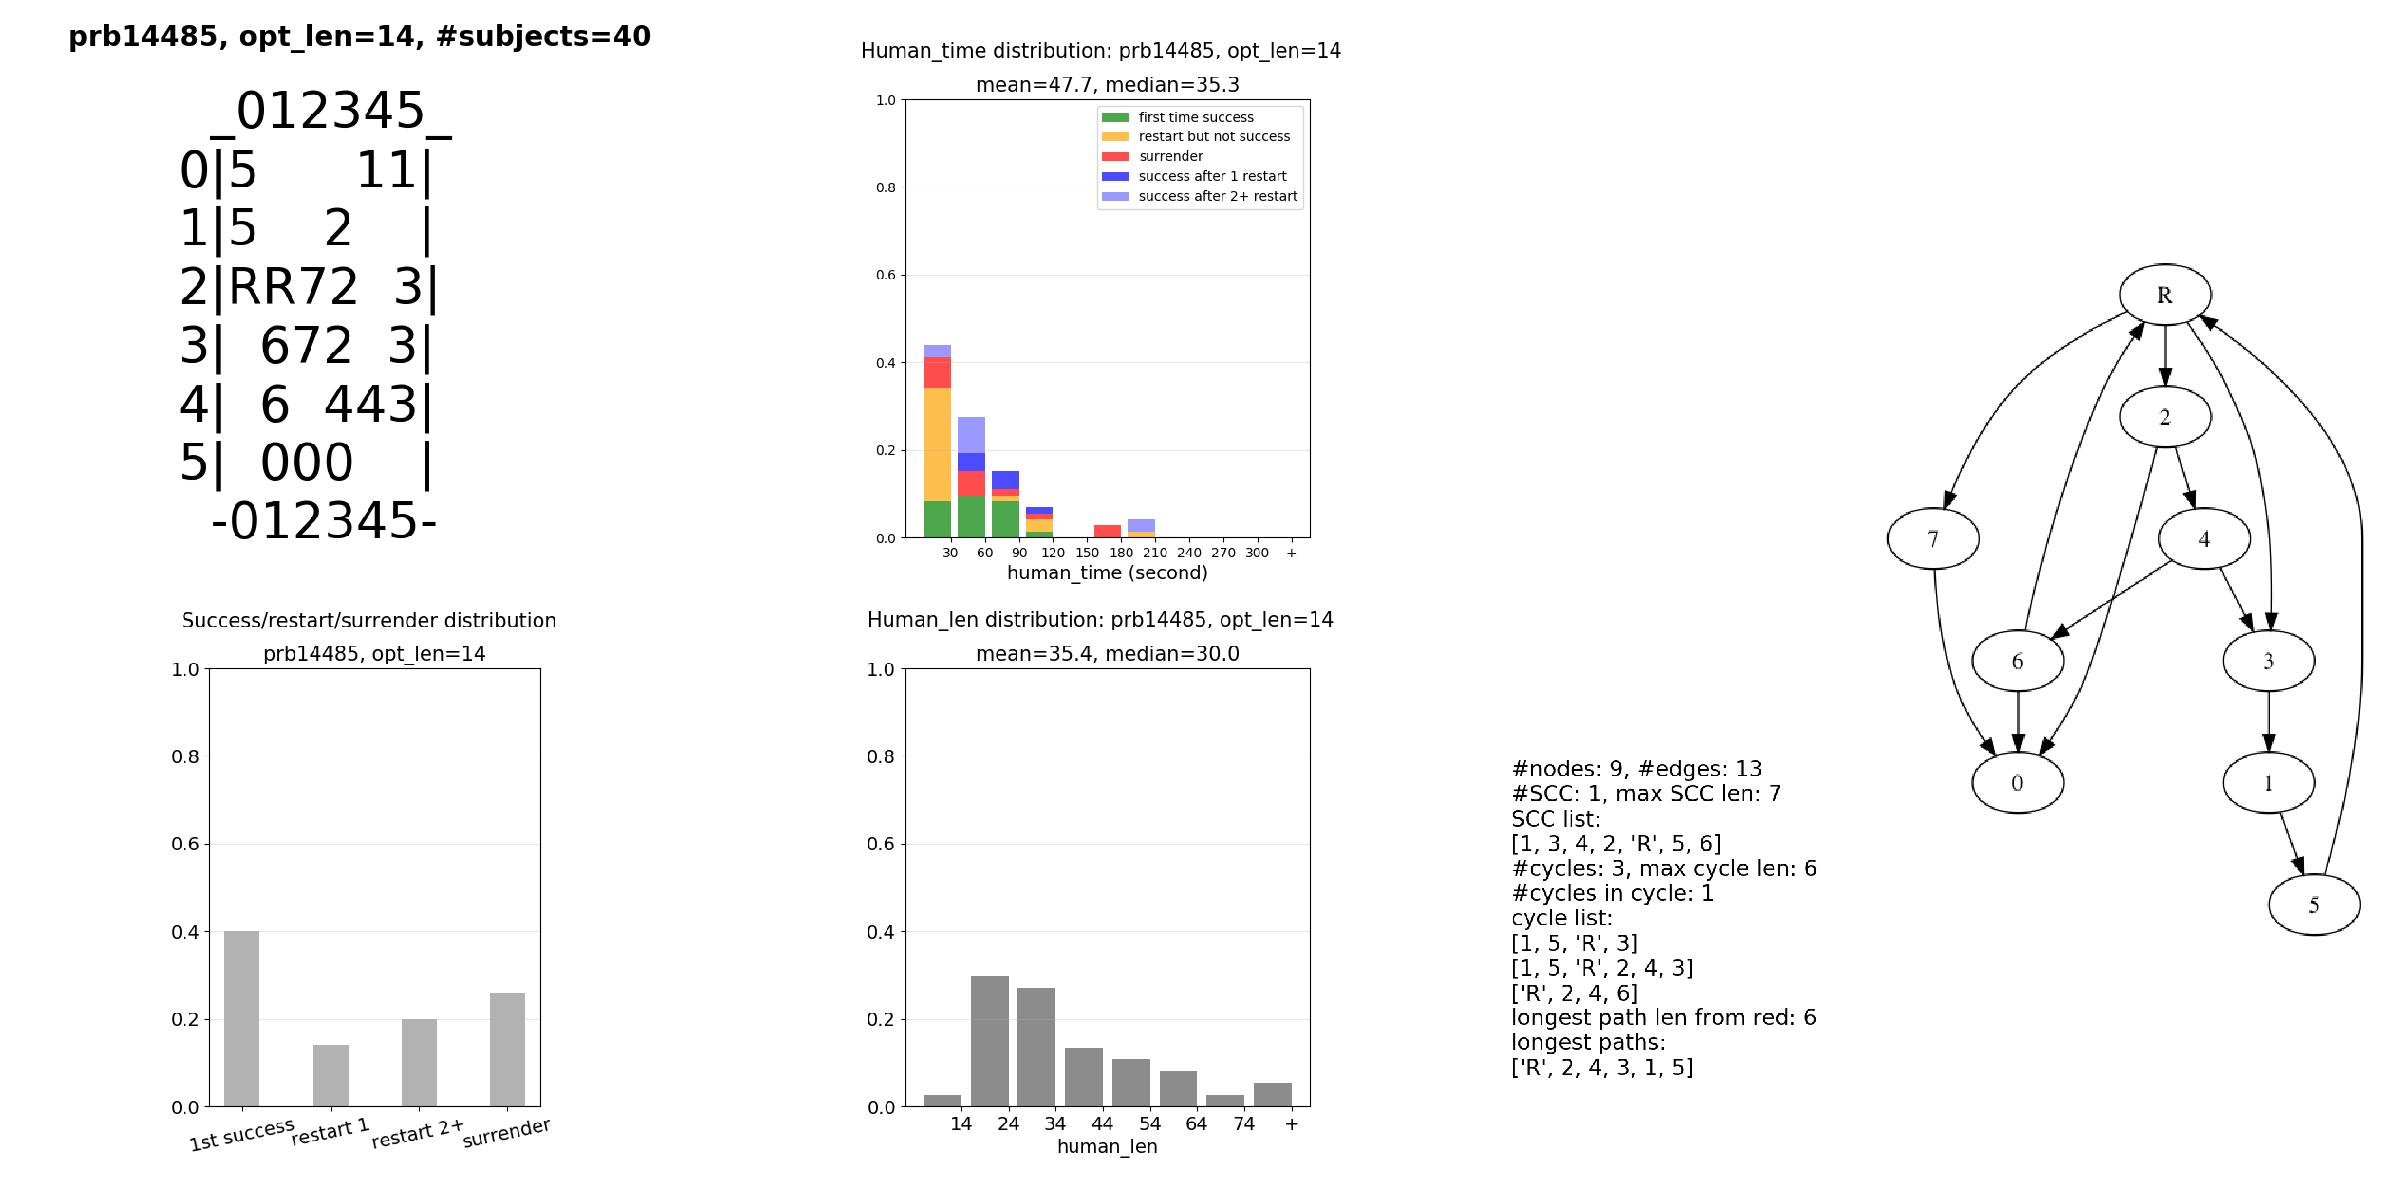 prb14485, opt_len=14, #subjects=40
_012345_
0|5   11|
1|5  2  |
2|RR72 3|
3| 672 3|
4| 6 443|
5| 000  |
-012345-
Human_time distribution: prb14485, opt_len=14
mean=47.7, median=35.3
1.0
0.8
0.6
0.4
0.2
0.0
first time success
restart but not success
surrender
success after 1 restart
success after 2+ restart
30 60 90 120 150 180 210 240 270 300 +
human_time (second)
Success/restart/surrender distribution
prb14485, opt_len=14
1.0
0.8
0.6
0.4
0.2
0.0
1st success restart 1 restart 2+ surrender
Human_len distribution: prb14485, opt_len=14
mean=35.4, median=30.0
1.0
0.8
0.6
0.4
0.2
0.0
14 24 34 44 54 64 74 +
human_len
#nodes: 9, #edges: 13
#SCC: 1, max SCC len: 7
SCC list:
[1, 3, 4, 2, 'R', 5, 6]
#cycles: 3, max cycle len: 6
#cycles in cycle: 1
cycle list:
[1, 5, 'R', 3]
[1, 5, 'R', 2, 4, 3]
['R', 2, 4, 6]
longest path len from red: 6
longest paths:
['R', 2, 4, 3, 1, 5]
R
2
7
4
6
3
0
1
5